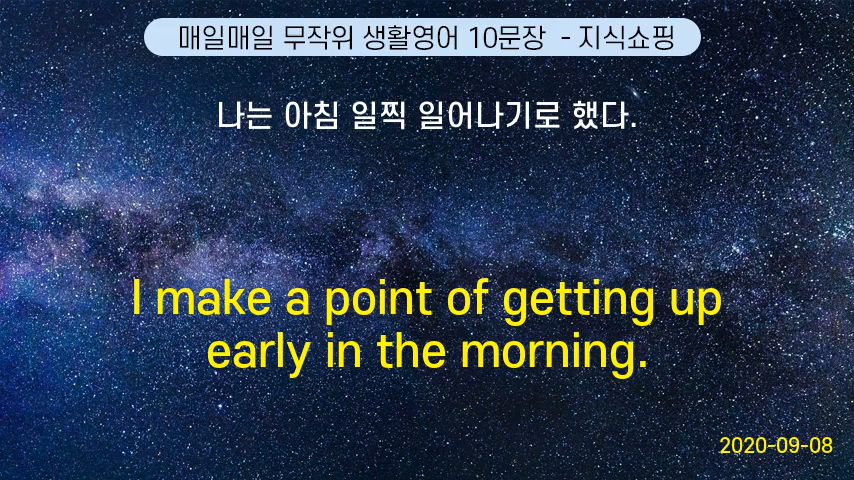 매일매일 무작위 생활영어 10문장 - 지식쇼핑
나는 아침 일찍 일어나기로 했다.
I make a point of getting up
early in the morning.
2020-09-08